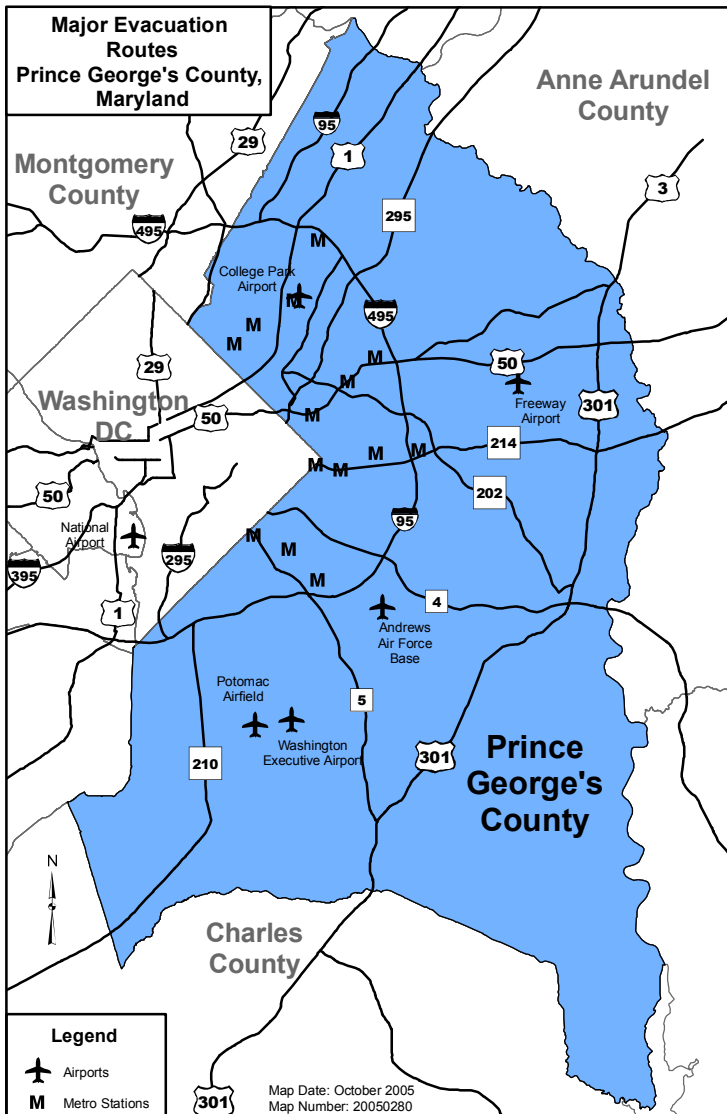 Major Evacuation
Routes
Prince George's County,
Maryland
Anne Arundel
County
95
29
1
3
Montgomery
County
295
495
M
College Park
Airport
M
M
M
495
M
29
50
M
Freeway
Airport
301
Washington
DC
50
M
214
M
M
M
M
202
50
95
National
Airport
M
M
295
395
M
4
1
Andrews
Air Force
Base
Potomac
Airfield
5
Washington
Executive Airport
210
301
Prince
George's
County
N
Charles
County
Legend
Airports
M Metro Stations
301
Map Date: October 2005
Map Number: 20050280